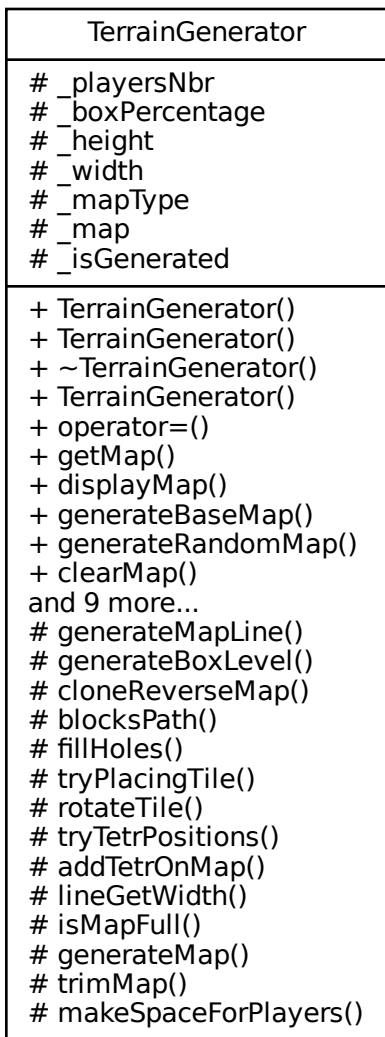 TerrainGenerator
# _playersNbr
# _boxPercentage
# _height
# _width
# _mapType
# _map
# _isGenerated
+ TerrainGenerator()
+ TerrainGenerator()
+ ~TerrainGenerator()
+ TerrainGenerator()
+ operator=()
+ getMap()
+ displayMap()
+ generateBaseMap()
+ generateRandomMap()
+ clearMap()
and 9 more...
# generateMapLine()
# generateBoxLevel()
# cloneReverseMap()
# blocksPath()
# fillHoles()
# tryPlacingTile()
# rotateTile()
# tryTetrPositions()
# addTetrOnMap()
# lineGetWidth()
# isMapFull()
# generateMap()
# trimMap()
# makeSpaceForPlayers()